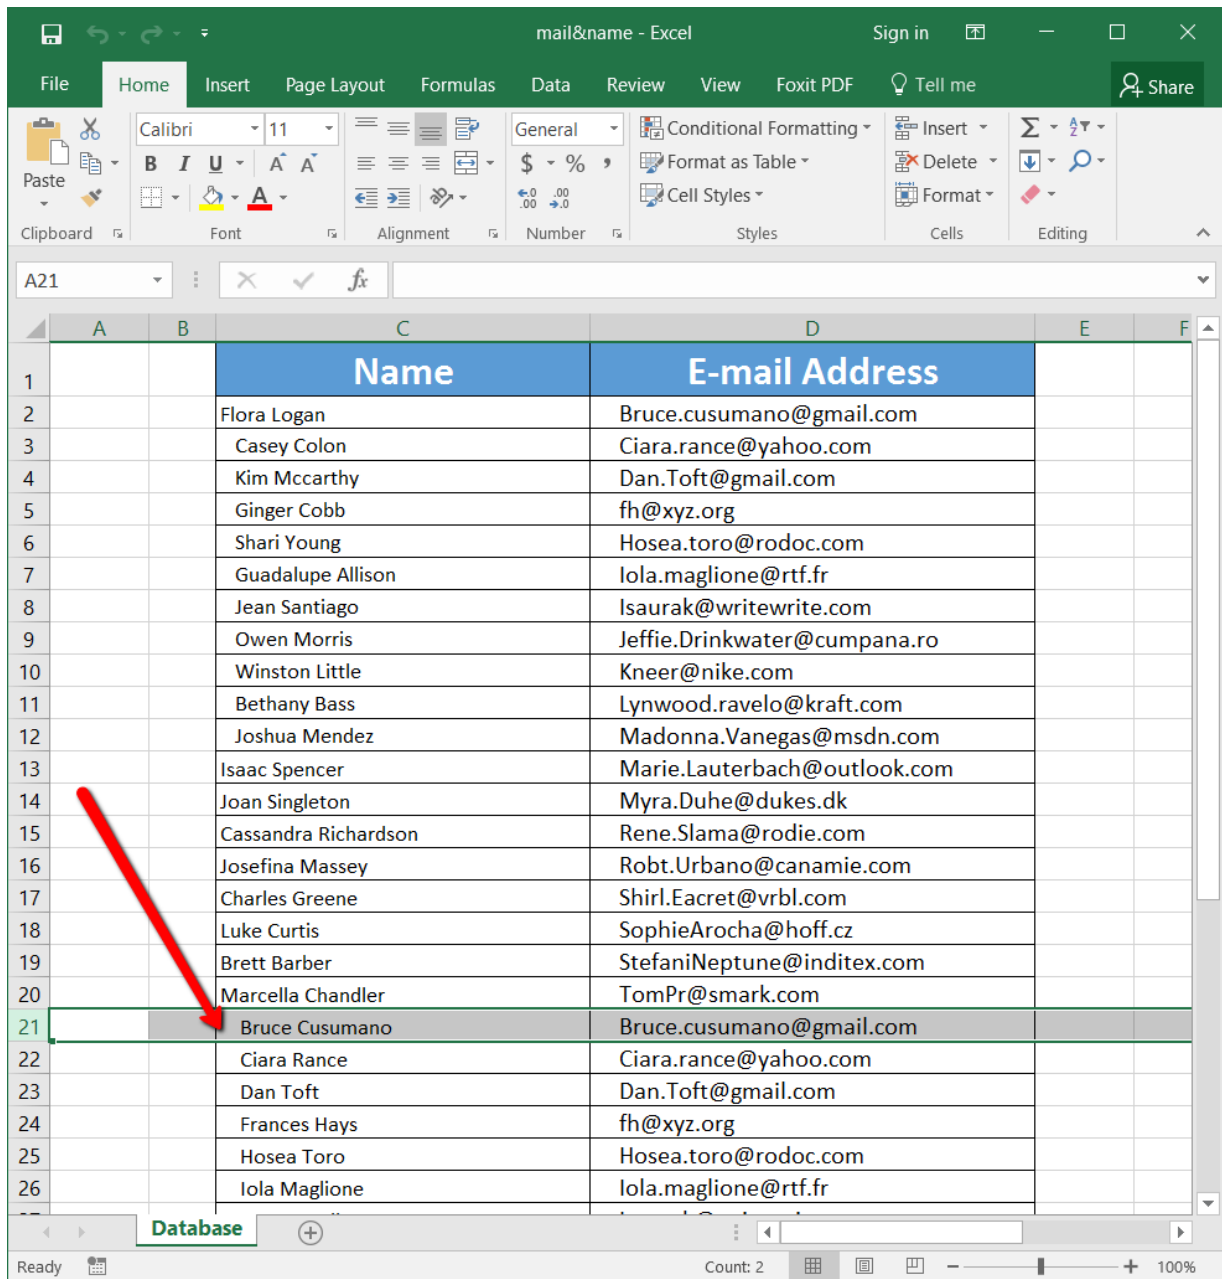 mail&name - Excel Sign in
File Home Insert Page Layout Formulas Data Review View Foxit PDF Tell me Share
Calibri 11 General Conditional Formatting Insert Σ
Paste B I U A A $ % Format as Table Delete
A Cell Styles Format
Clipboard Font Alignment Number Styles Cells Editing
A21 fx
A B C D E F
1 Name E-mail Address
2 Flora Logan Bruce.cusumano@gmail.com
3 Casey Colon Ciara.rance@yahoo.com
4 Kim Mccarthy Dan.Toft@gmail.com
5 Ginger Cobb fh@xyz.org
6 Shari Young Hosea.toro@rodoc.com
7 Guadalupe Allison Iola.maglione@rtf.fr
8 Jean Santiago Isaurak@writewrite.com
9 Owen Morris Jeffie.Drinkwater@cumpana.ro
10 Winston Little Kneer@nike.com
11 Bethany Bass Lynwood.ravelo@kraft.com
12 Joshua Mendez Madonna.Vanegas@msdn.com
13 Isaac Spencer Marie.Lauterbach@outlook.com
14 Joan Singleton Myra.Duhe@dukes.dk
15 Cassandra Richardson Rene.Slama@rodie.com
16 Josefina Massey Robt.Urbano@canamie.com
17 Charles Greene Shirl.Eacret@vrbl.com
18 Luke Curtis SophieArocha@hoff.cz
19 Brett Barber StefaniNeptune@inditex.com
20 Marcella Chandler TomPr@smark.com
21 Bruce Cusumano Bruce.cusumano@gmail.com
22 Ciara Rance Ciara.rance@yahoo.com
23 Dan Toft Dan.Toft@gmail.com
24 Frances Hays fh@xyz.org
25 Hosea Toro Hosea.toro@rodoc.com
26 Iola Maglione Iola.maglione@rtf.fr
Database
Ready Count: 2 100%